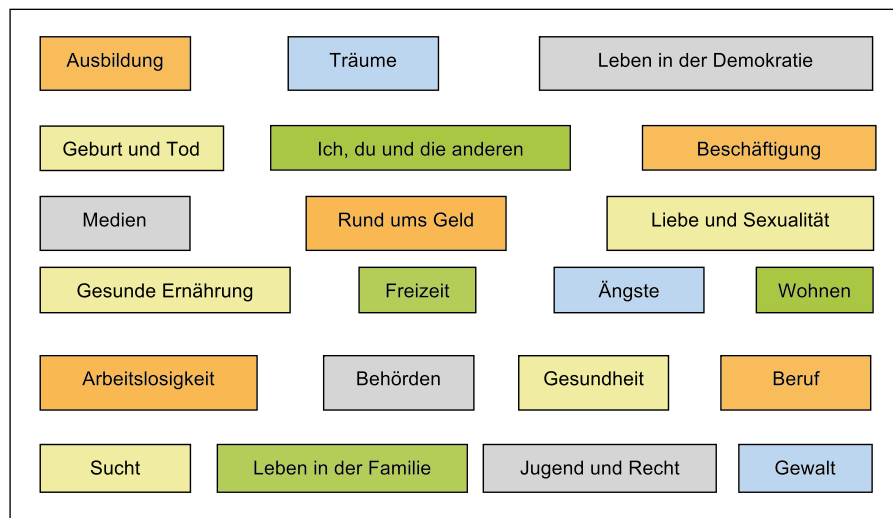 Ausbildung
Träume
Leben in der Demokratie
Geburt und Tod
Ich, du und die anderen
Beschäftigung
Medien
Rund ums Geld
Liebe und Sexualität
Gesunde Ernährung
Freizeit
Ängste
Wohnen
Arbeitslosigkeit
Behörden
Gesundheit
Beruf
Sucht
Leben in der Familie
Jugend und Recht
Gewalt